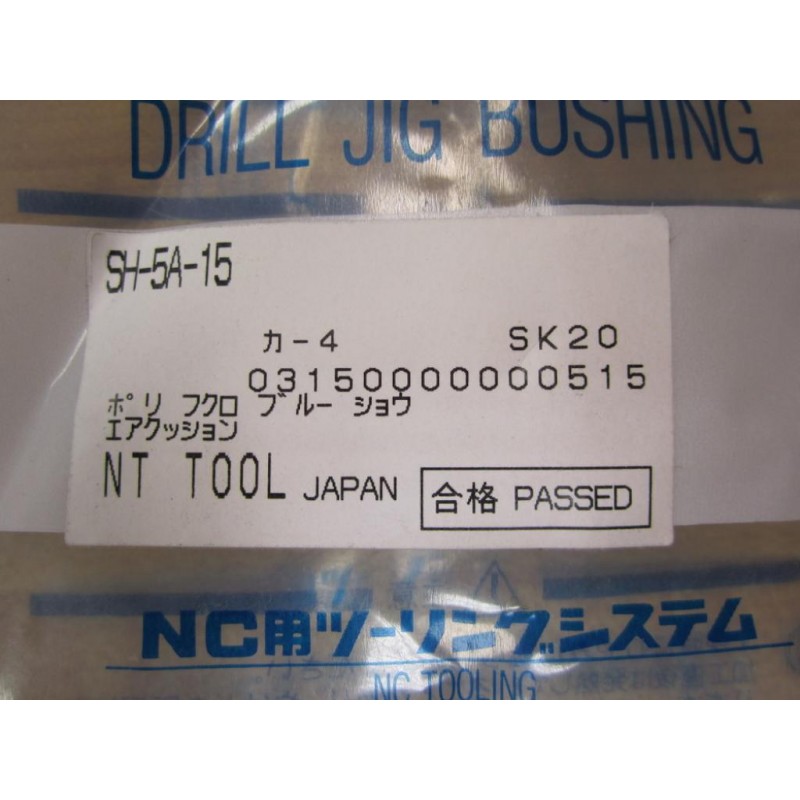 DRILL JIG BUSHING
SH-5A-15
カ-4 SK20
03150000000515
ポリ フクロ ブルー ショウ
エアクッション
NT TOOL JAPAN 合格 PASSED
NC用ツーリングシステム
NC TOOLING